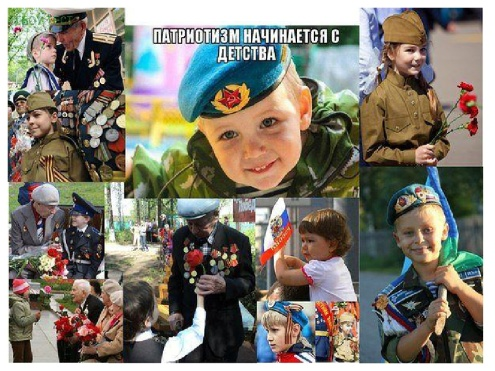 ПАТРИОТИЗМ НАЧИНАЕТСЯ С
ДЕТСТВА